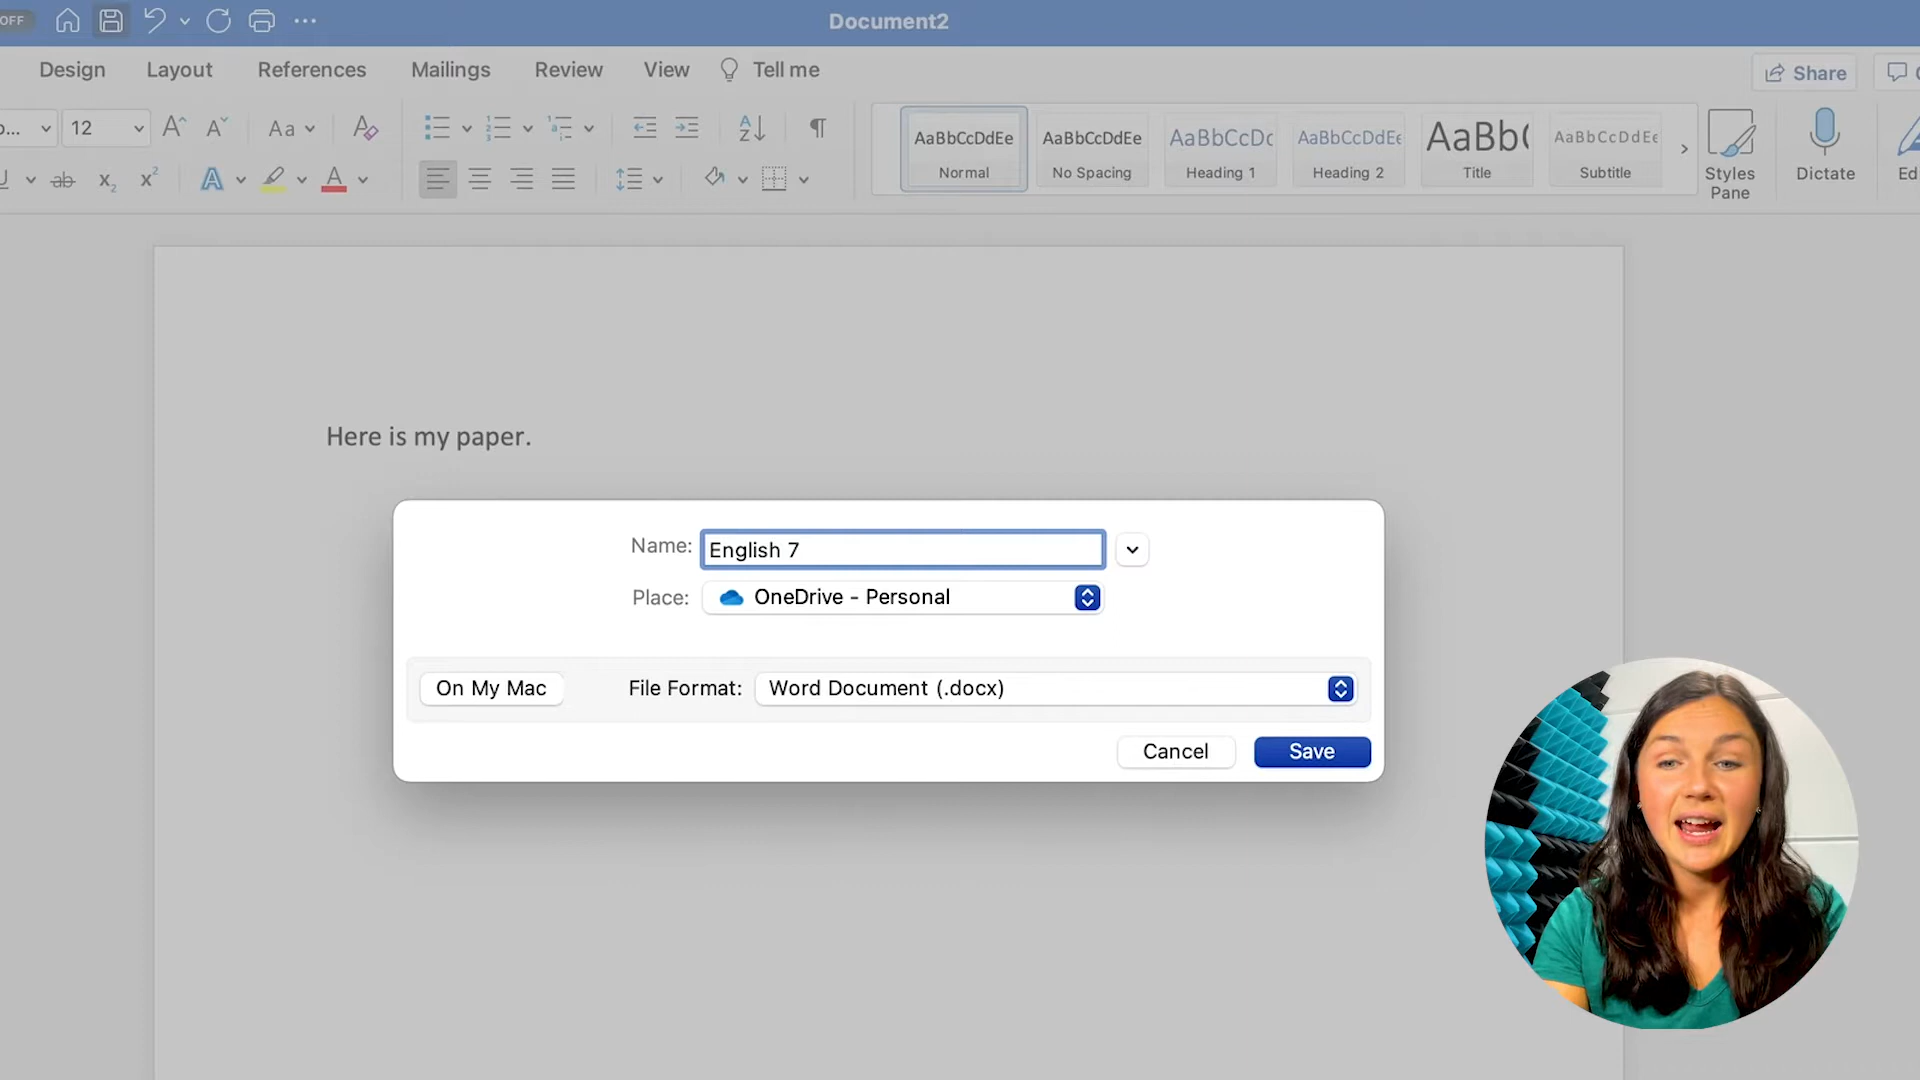 OFF
Document2
Design Layout References Mailings Review View Tell me
Share
12 Aa
AaBbCcDdEe AaBbCcDdEe AaBbCcDc AaBbCcDdEe AaBb( AaBbCcDdEe
Normal No Spacing Heading 1 Heading 2 Title Subtitle
Styles
Pane
Dictate
Here is my paper.
Name: English 7
Place: OneDrive - Personal
On My Mac File Format: Word Document (.docx)
Cancel Save